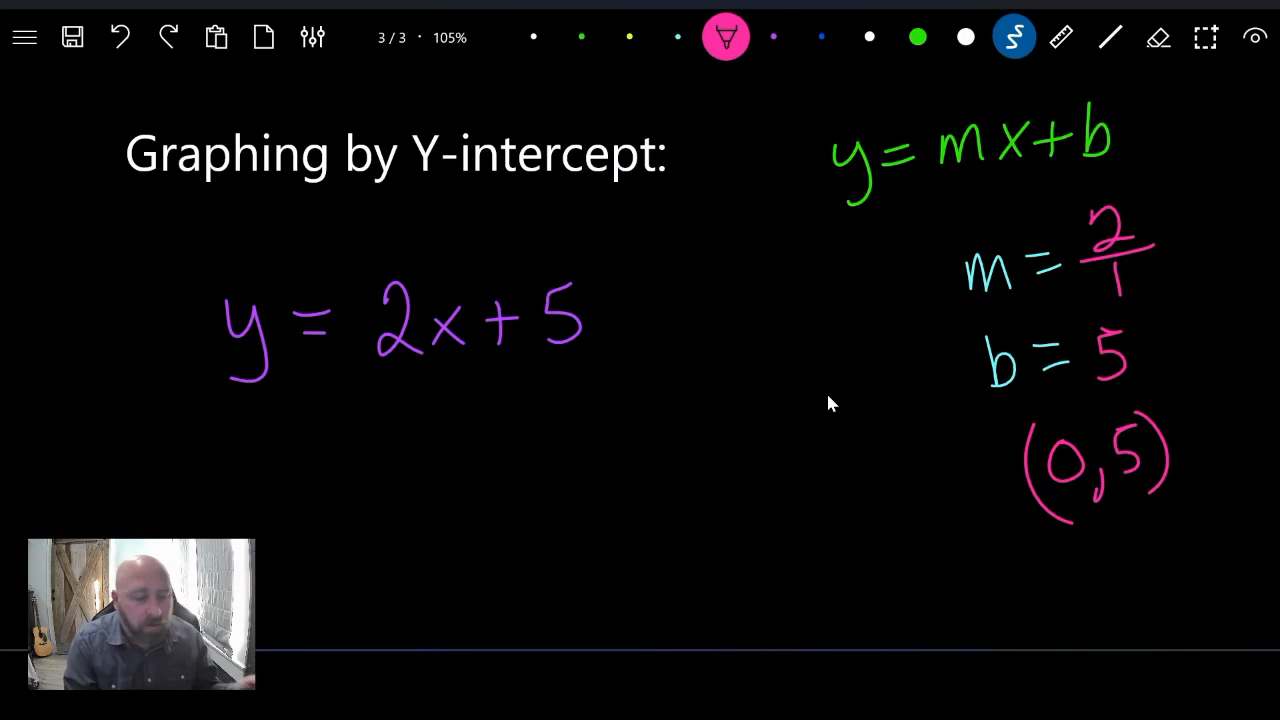 3 / 3 · 105%
Graphing by Y-intercept:
y = mx + b
m = 2/1
y = 2x + 5
b = 5
(0,5)